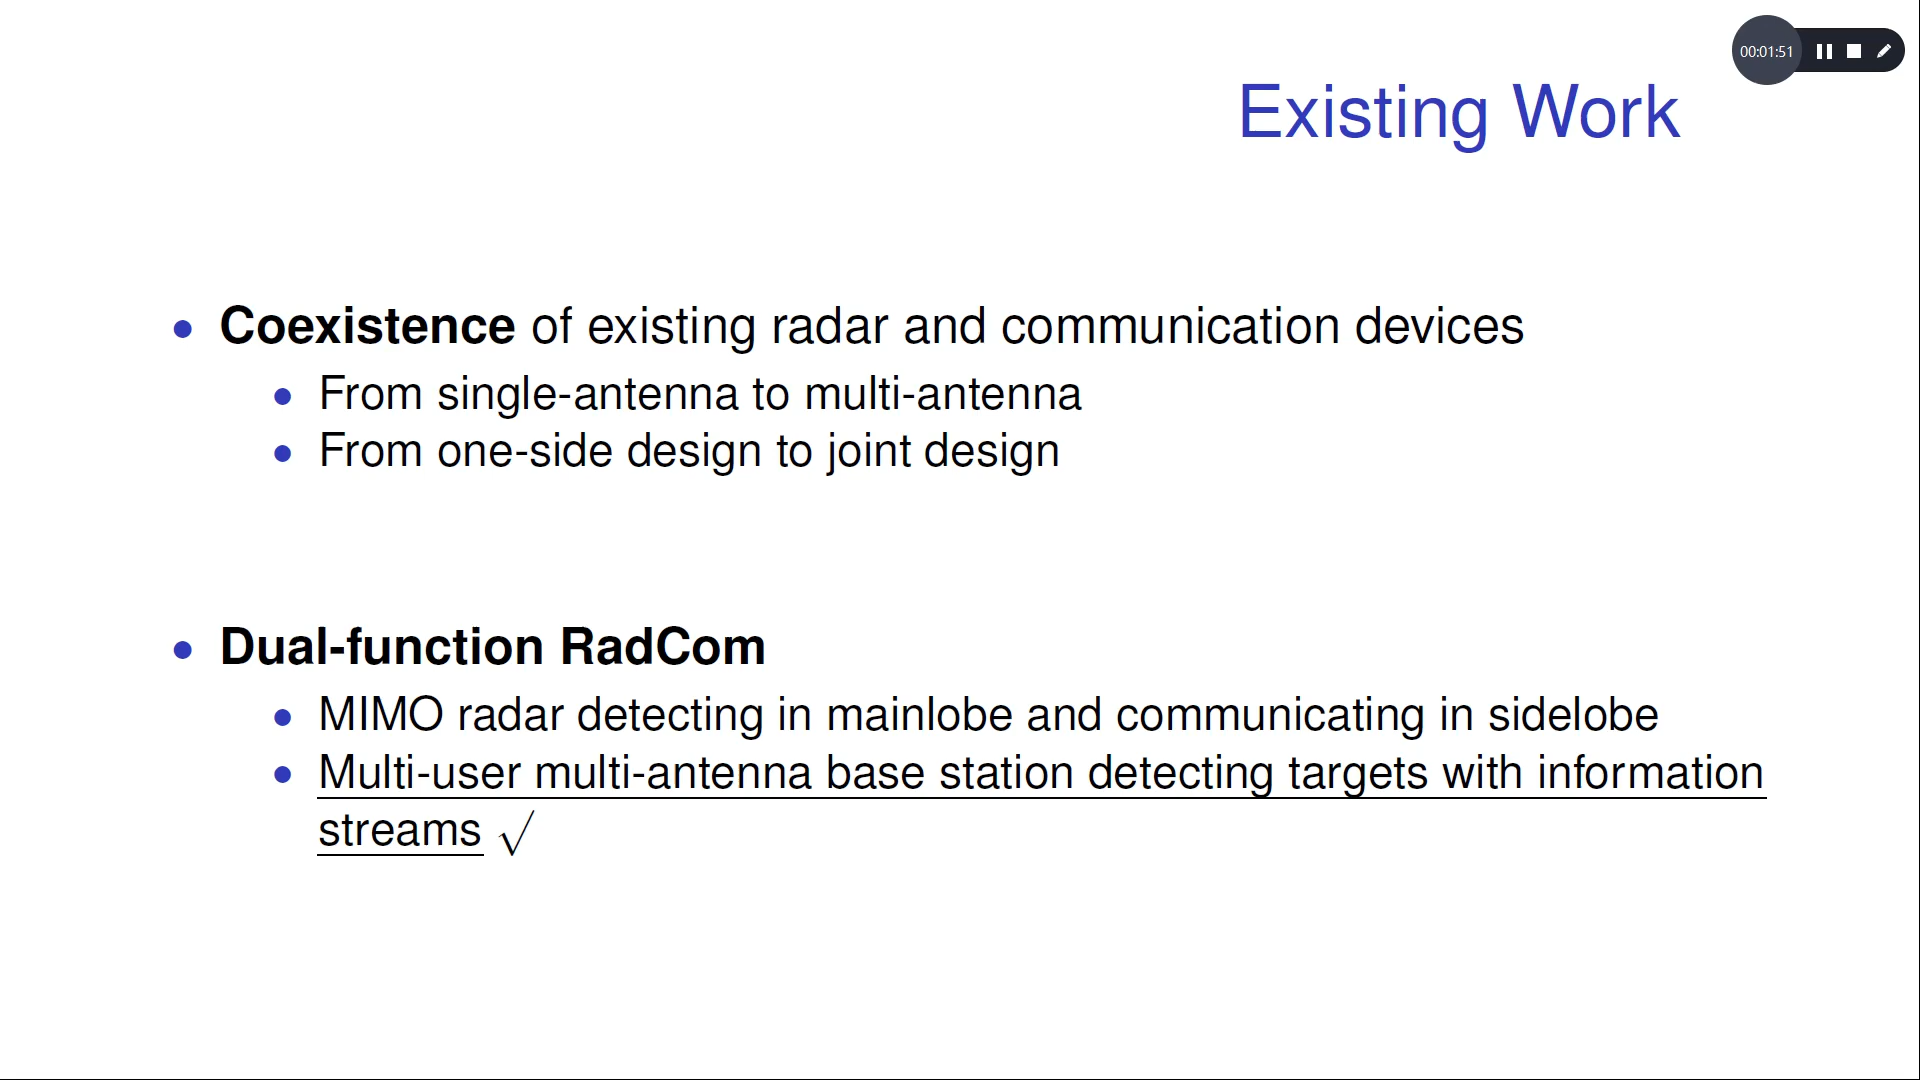 00:01:51
Existing Work
• Coexistence of existing radar and communication devices
• From single-antenna to multi-antenna
• From one-side design to joint design
• Dual-function RadCom
• MIMO radar detecting in mainlobe and communicating in sidelobe
• Multi-user multi-antenna base station detecting targets with information
streams √